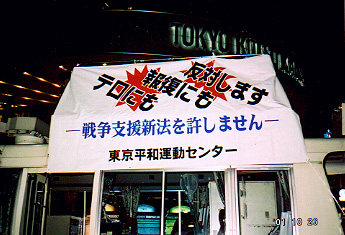 TOKYO KOTSU KAIKAN
テロにも
報復にも
反対します
―戦争支援新法を許しません―
東京平和運動センター
'01 10 26